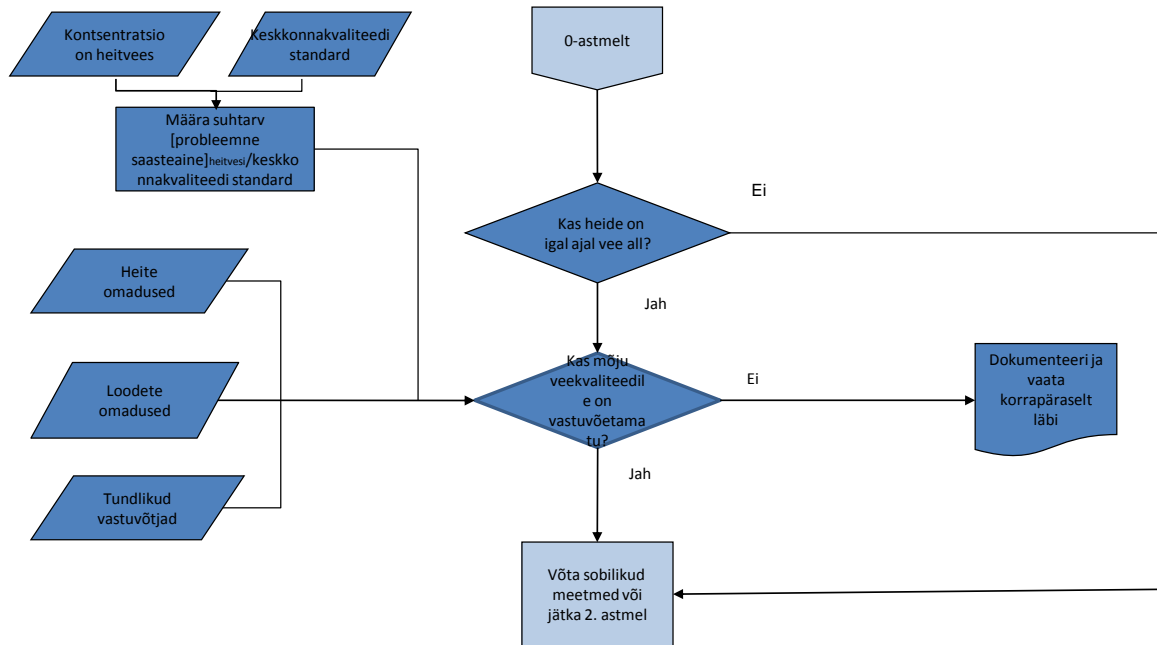 Kontsentratsio
on heitvees
Keskkonnakvaliteedi
standard
0-astmelt
Määra suhtarv
[probleemne
saasteaine]heitvesi/keskko
nnakvaliteedi standard
Kas heide on
igal ajal vee all?
Ei
Heite
omadused
Jah
Loodete
omadused
Kas mõju
veekvaliteedil
e on
vastuvõetama
tu?
Ei
Dokumenteeri ja
vaata
korrapäraselt
läbi
Tundlikud
vastuvõtjad
Jah
Võta sobilikud
meetmed või
jätka 2. astmel